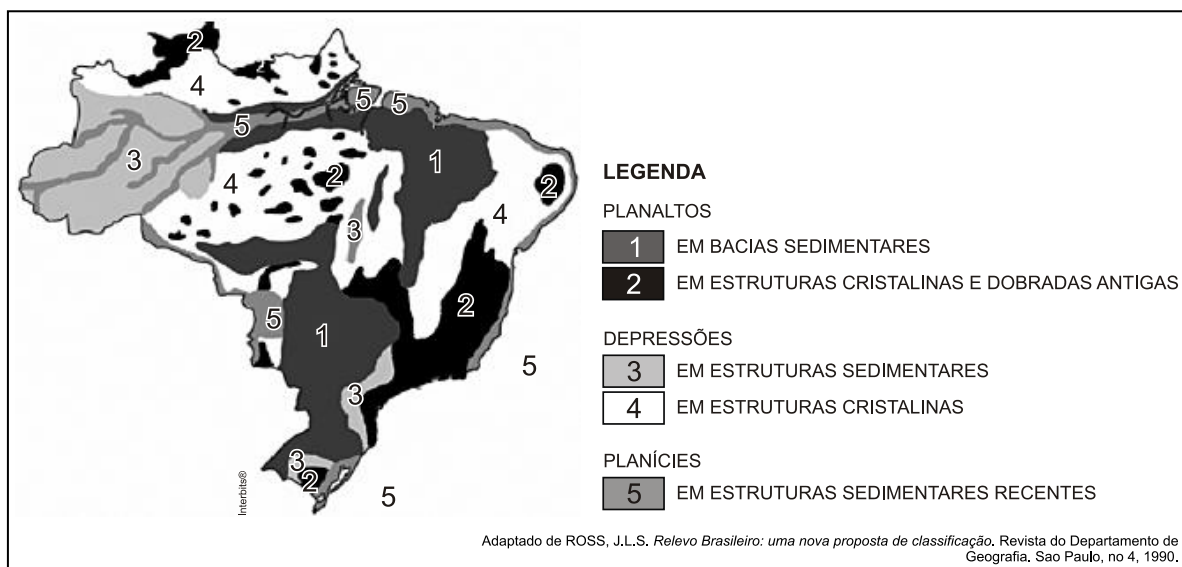 2
4
5
5
5
3
1
4
2
2
4
3
2
5
1
5
3
3
2
5
Interbits®
LEGENDA
PLANALTOS
1 EM BACIAS SEDIMENTARES
2 EM ESTRUTURAS CRISTALINAS E DOBRADAS ANTIGAS
DEPRESSÕES
3 EM ESTRUTURAS SEDIMENTARES
4 EM ESTRUTURAS CRISTALINAS
PLANÍCIES
5 EM ESTRUTURAS SEDIMENTARES RECENTES
Adaptado de ROSS, J.L.S. Relevo Brasileiro: uma nova proposta de classificação. Revista do Departamento de
Geografia. Sao Paulo, no 4, 1990.